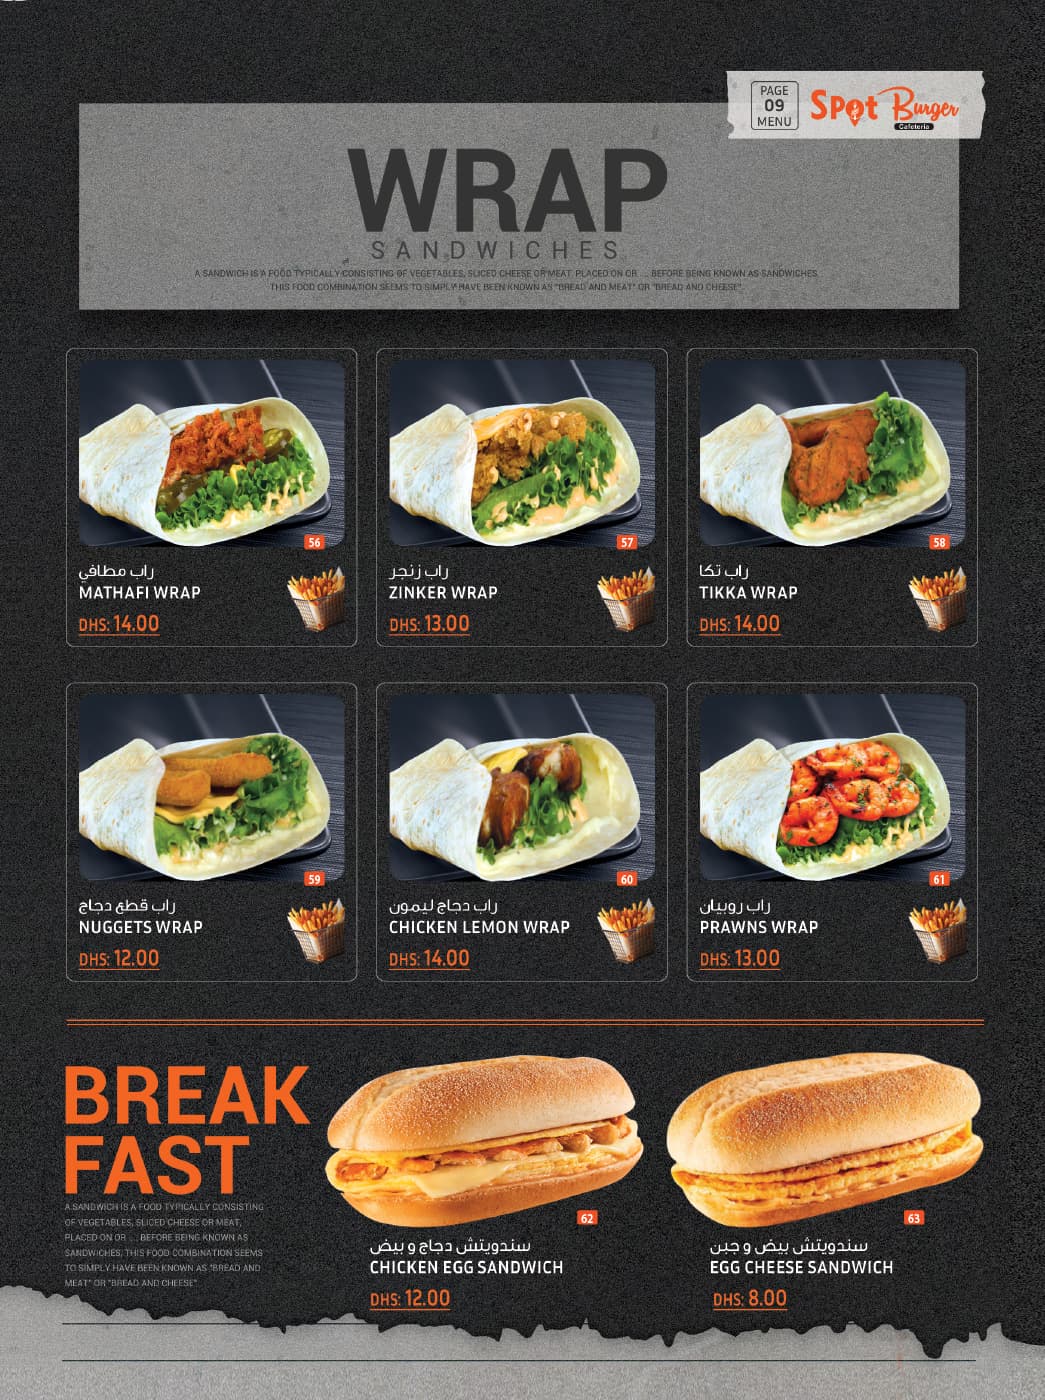 PAGE
09
MENU
Spot Burger
Cafeteria
WRAP
SANDWICHES
A SANDWICH IS A FOOD TYPICALLY CONSISTING OF VEGETABLES, SLICED CHEESE OR MEAT, PLACED ON OR ... BEFORE BEING KNOWN AS SANDWICHES,
THIS FOOD COMBINATION SEEMS TO SIMPLY HAVE BEEN KNOWN AS "BREAD AND MEAT" OR "BREAD AND CHEESE".
56
راب مطافي
MATHAFI WRAP
DHS: 14.00
57
راب زنجر
ZINKER WRAP
DHS: 13.00
58
راب تكا
TIKKA WRAP
DHS: 14.00
59
راب قطع دجاج
NUGGETS WRAP
DHS: 12.00
60
راب دجاج ليمون
CHICKEN LEMON WRAP
DHS: 14.00
61
راب روبيان
PRAWNS WRAP
DHS: 13.00
BREAK
FAST
A SANDWICH IS A FOOD TYPICALLY CONSISTING
OF VEGETABLES, SLICED CHEESE OR MEAT,
PLACED ON OR ... BEFORE BEING KNOWN AS
SANDWICHES, THIS FOOD COMBINATION SEEMS
TO SIMPLY HAVE BEEN KNOWN AS "BREAD AND
MEAT" OR "BREAD AND CHEESE".
62
سندويتش دجاج و بيض
CHICKEN EGG SANDWICH
DHS: 12.00
63
سندويتش بيض و جبن
EGG CHEESE SANDWICH
DHS: 8.00